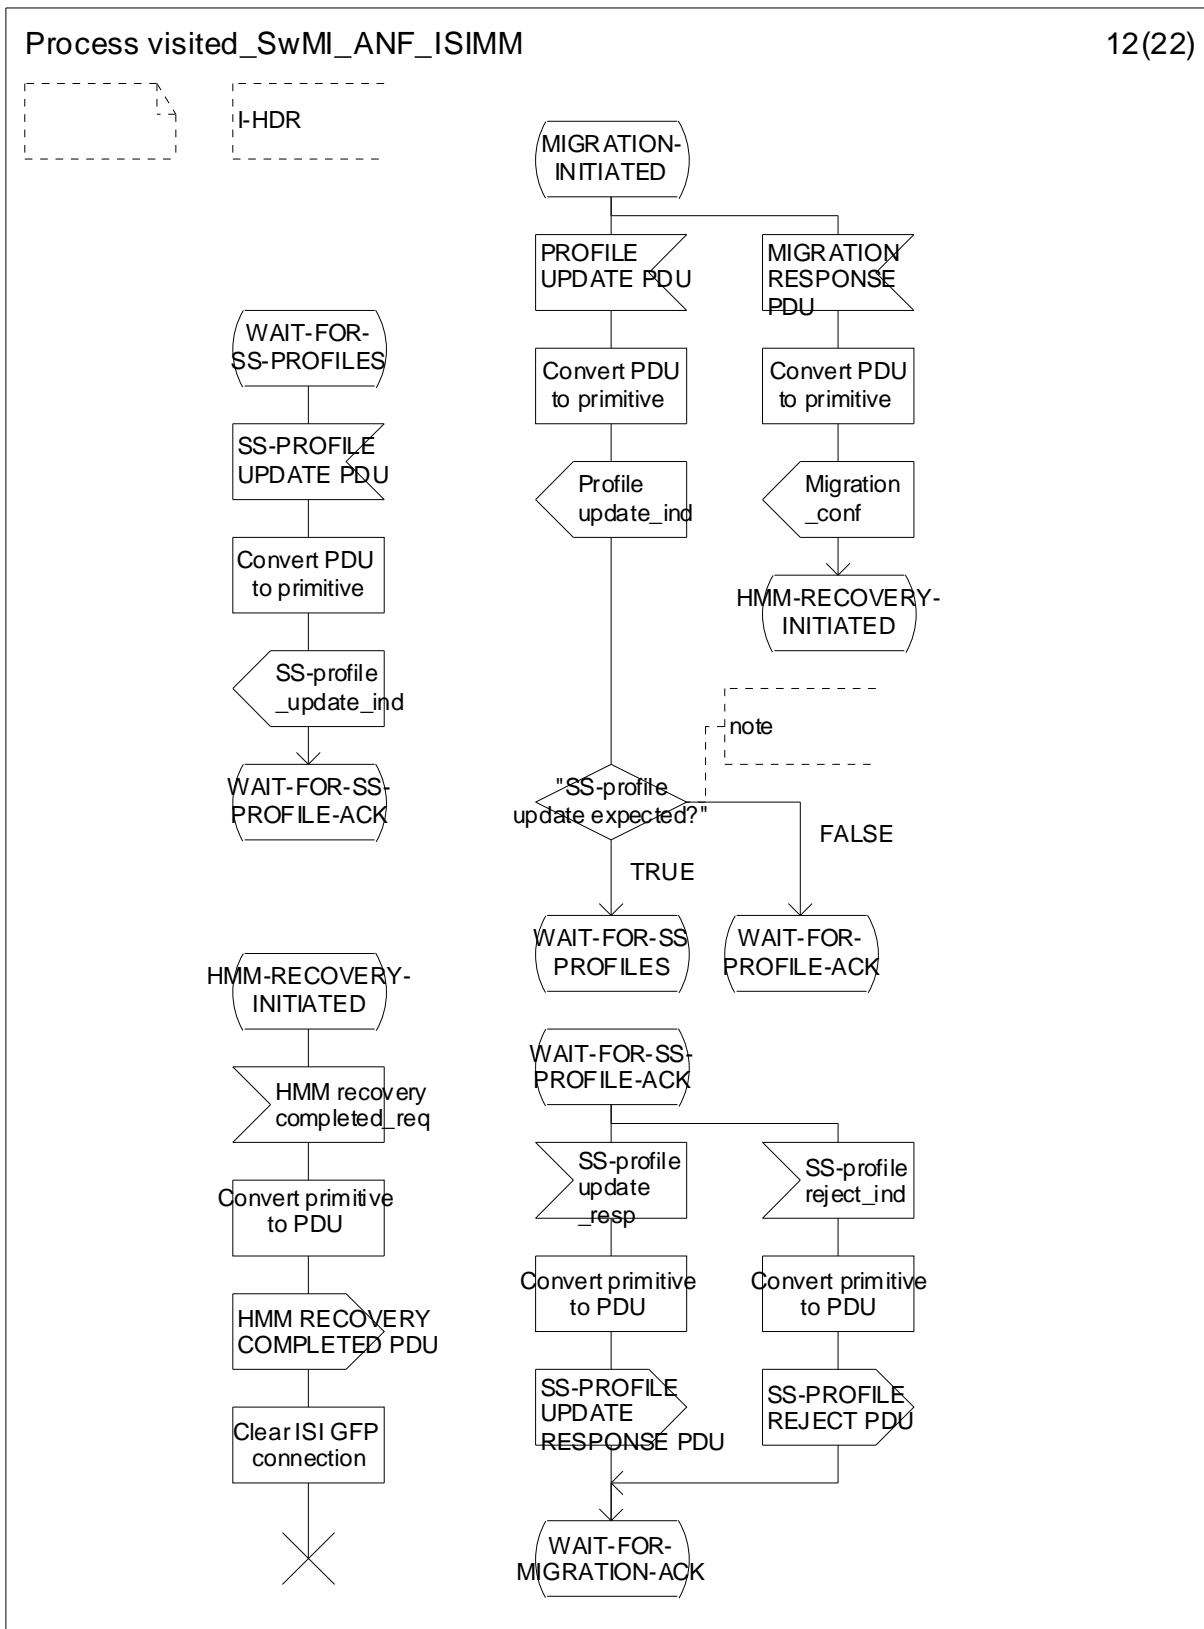 Process visited_SwMI_ANF_ISIMM
12(22)
I-HDR
MIGRATION-
INITIATED
PROFILE
UPDATE PDU
MIGRATION
RESPONSE
PDU
Convert PDU
to primitive
Convert PDU
to primitive
Profile
update_ind
Migration
_conf
HMM-RECOVERY-
INITIATED
note
"SS-profile
update expected?"
FALSE
TRUE
WAIT-FOR-SS
PROFILES
WAIT-FOR-
PROFILE-ACK
WAIT-FOR-
SS-PROFILES
SS-PROFILE
UPDATE PDU
Convert PDU
to primitive
SS-profile
_update_ind
WAIT-FOR-SS-
PROFILE-ACK
HMM-RECOVERY-
INITIATED
HMM recovery
completed_req
Convert primitive
to PDU
HMM RECOVERY
COMPLETED PDU
Clear ISI GFP
connection
WAIT-FOR-SS-
PROFILE-ACK
SS-profile
update
_resp
SS-profile
reject_ind
Convert primitive
to PDU
Convert primitive
to PDU
SS-PROFILE
UPDATE
RESPONSE PDU
SS-PROFILE
REJECT PDU
WAIT-FOR-
MIGRATION-ACK